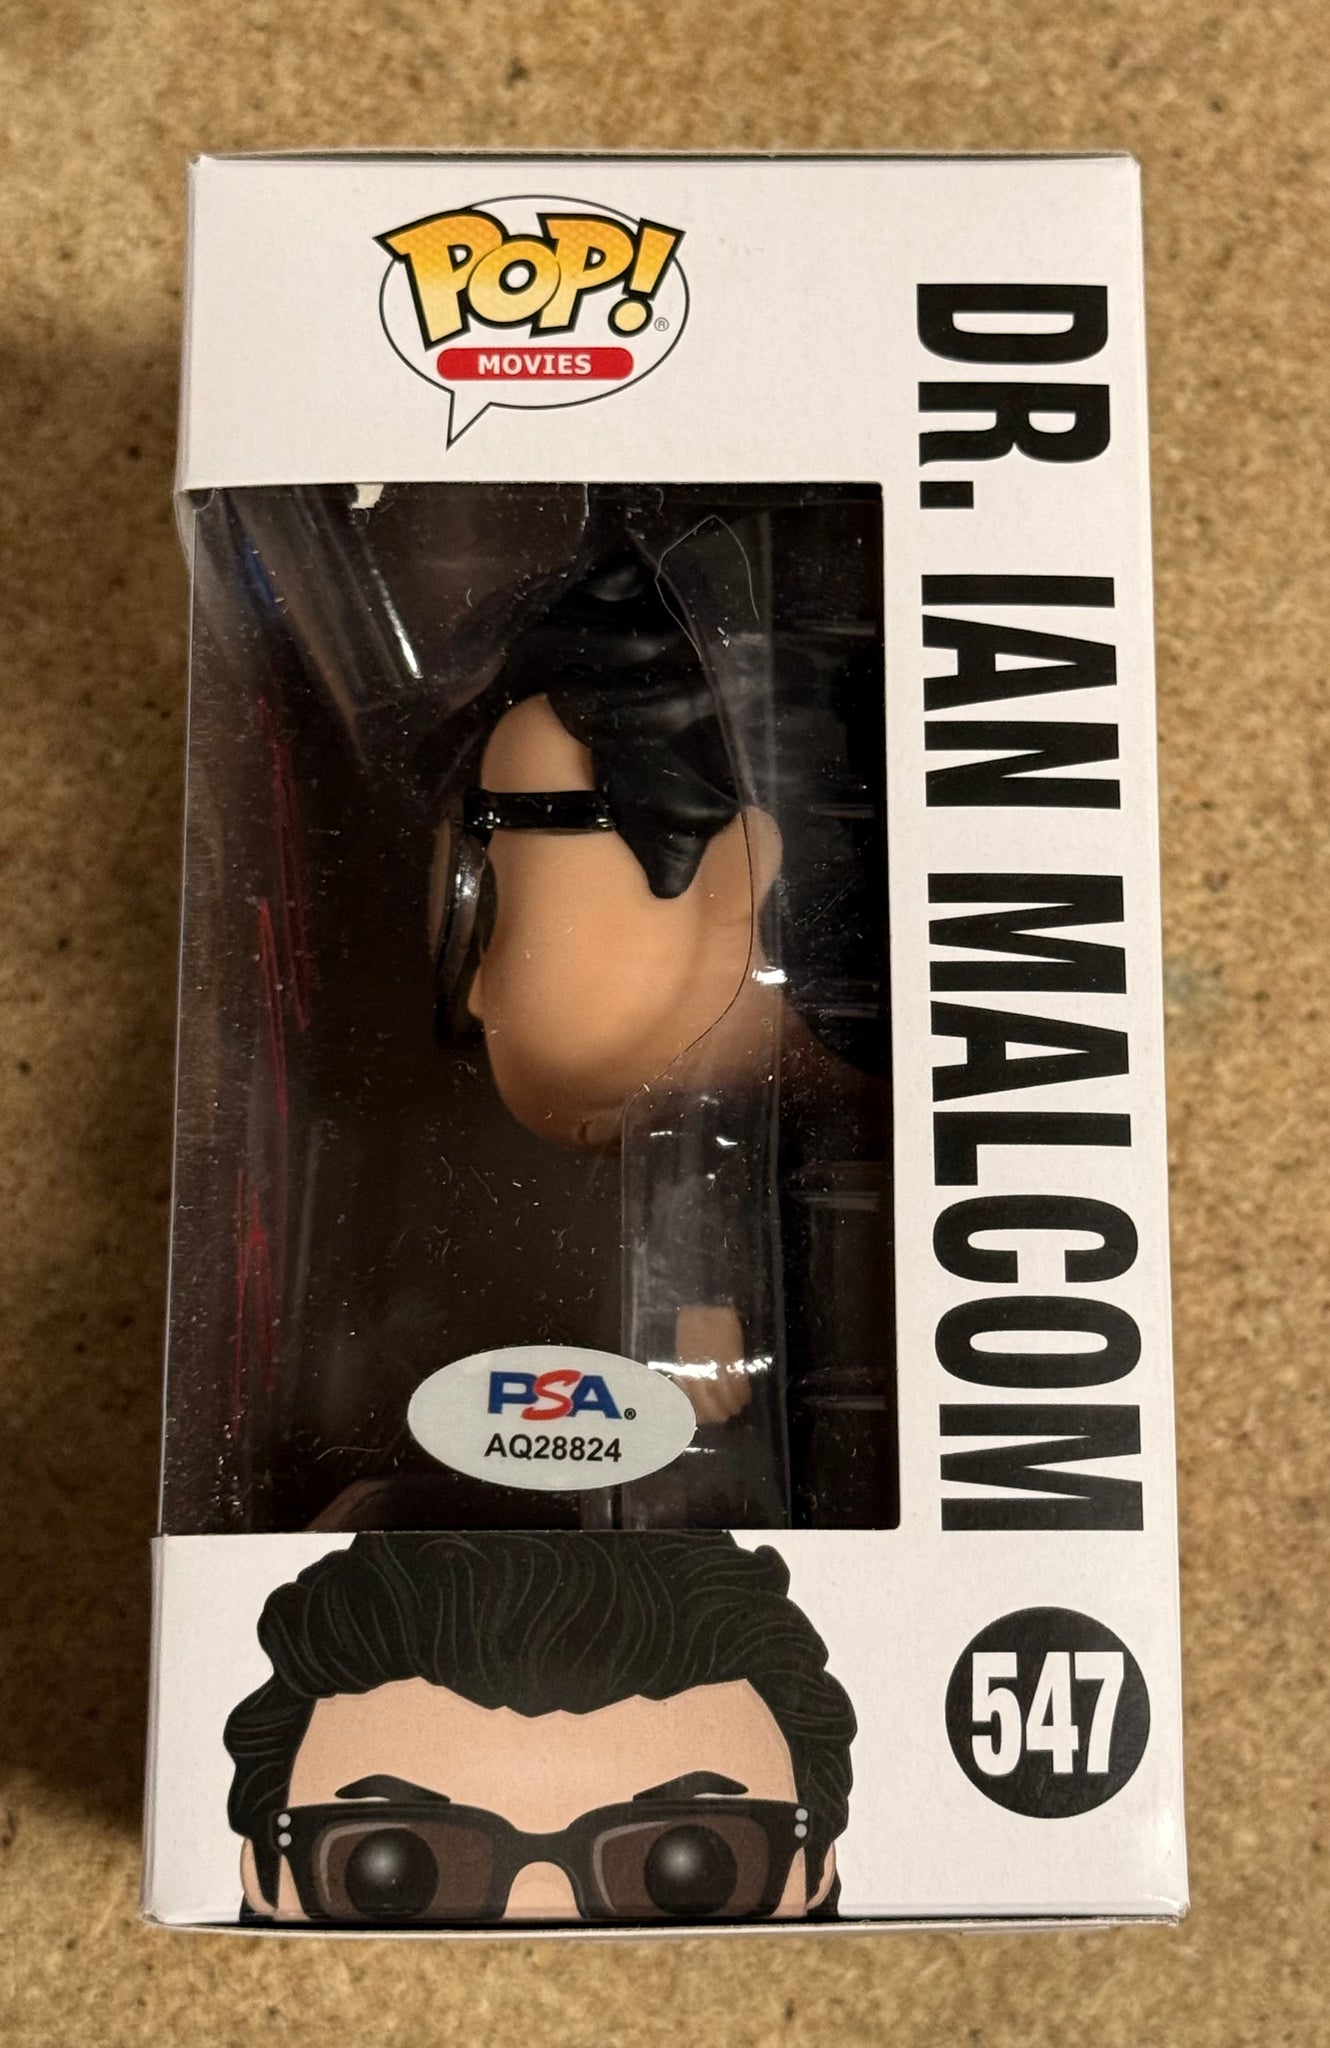 POP!®
MOVIES
DR. IAN MALCOM
PSA®
AQ28824
547